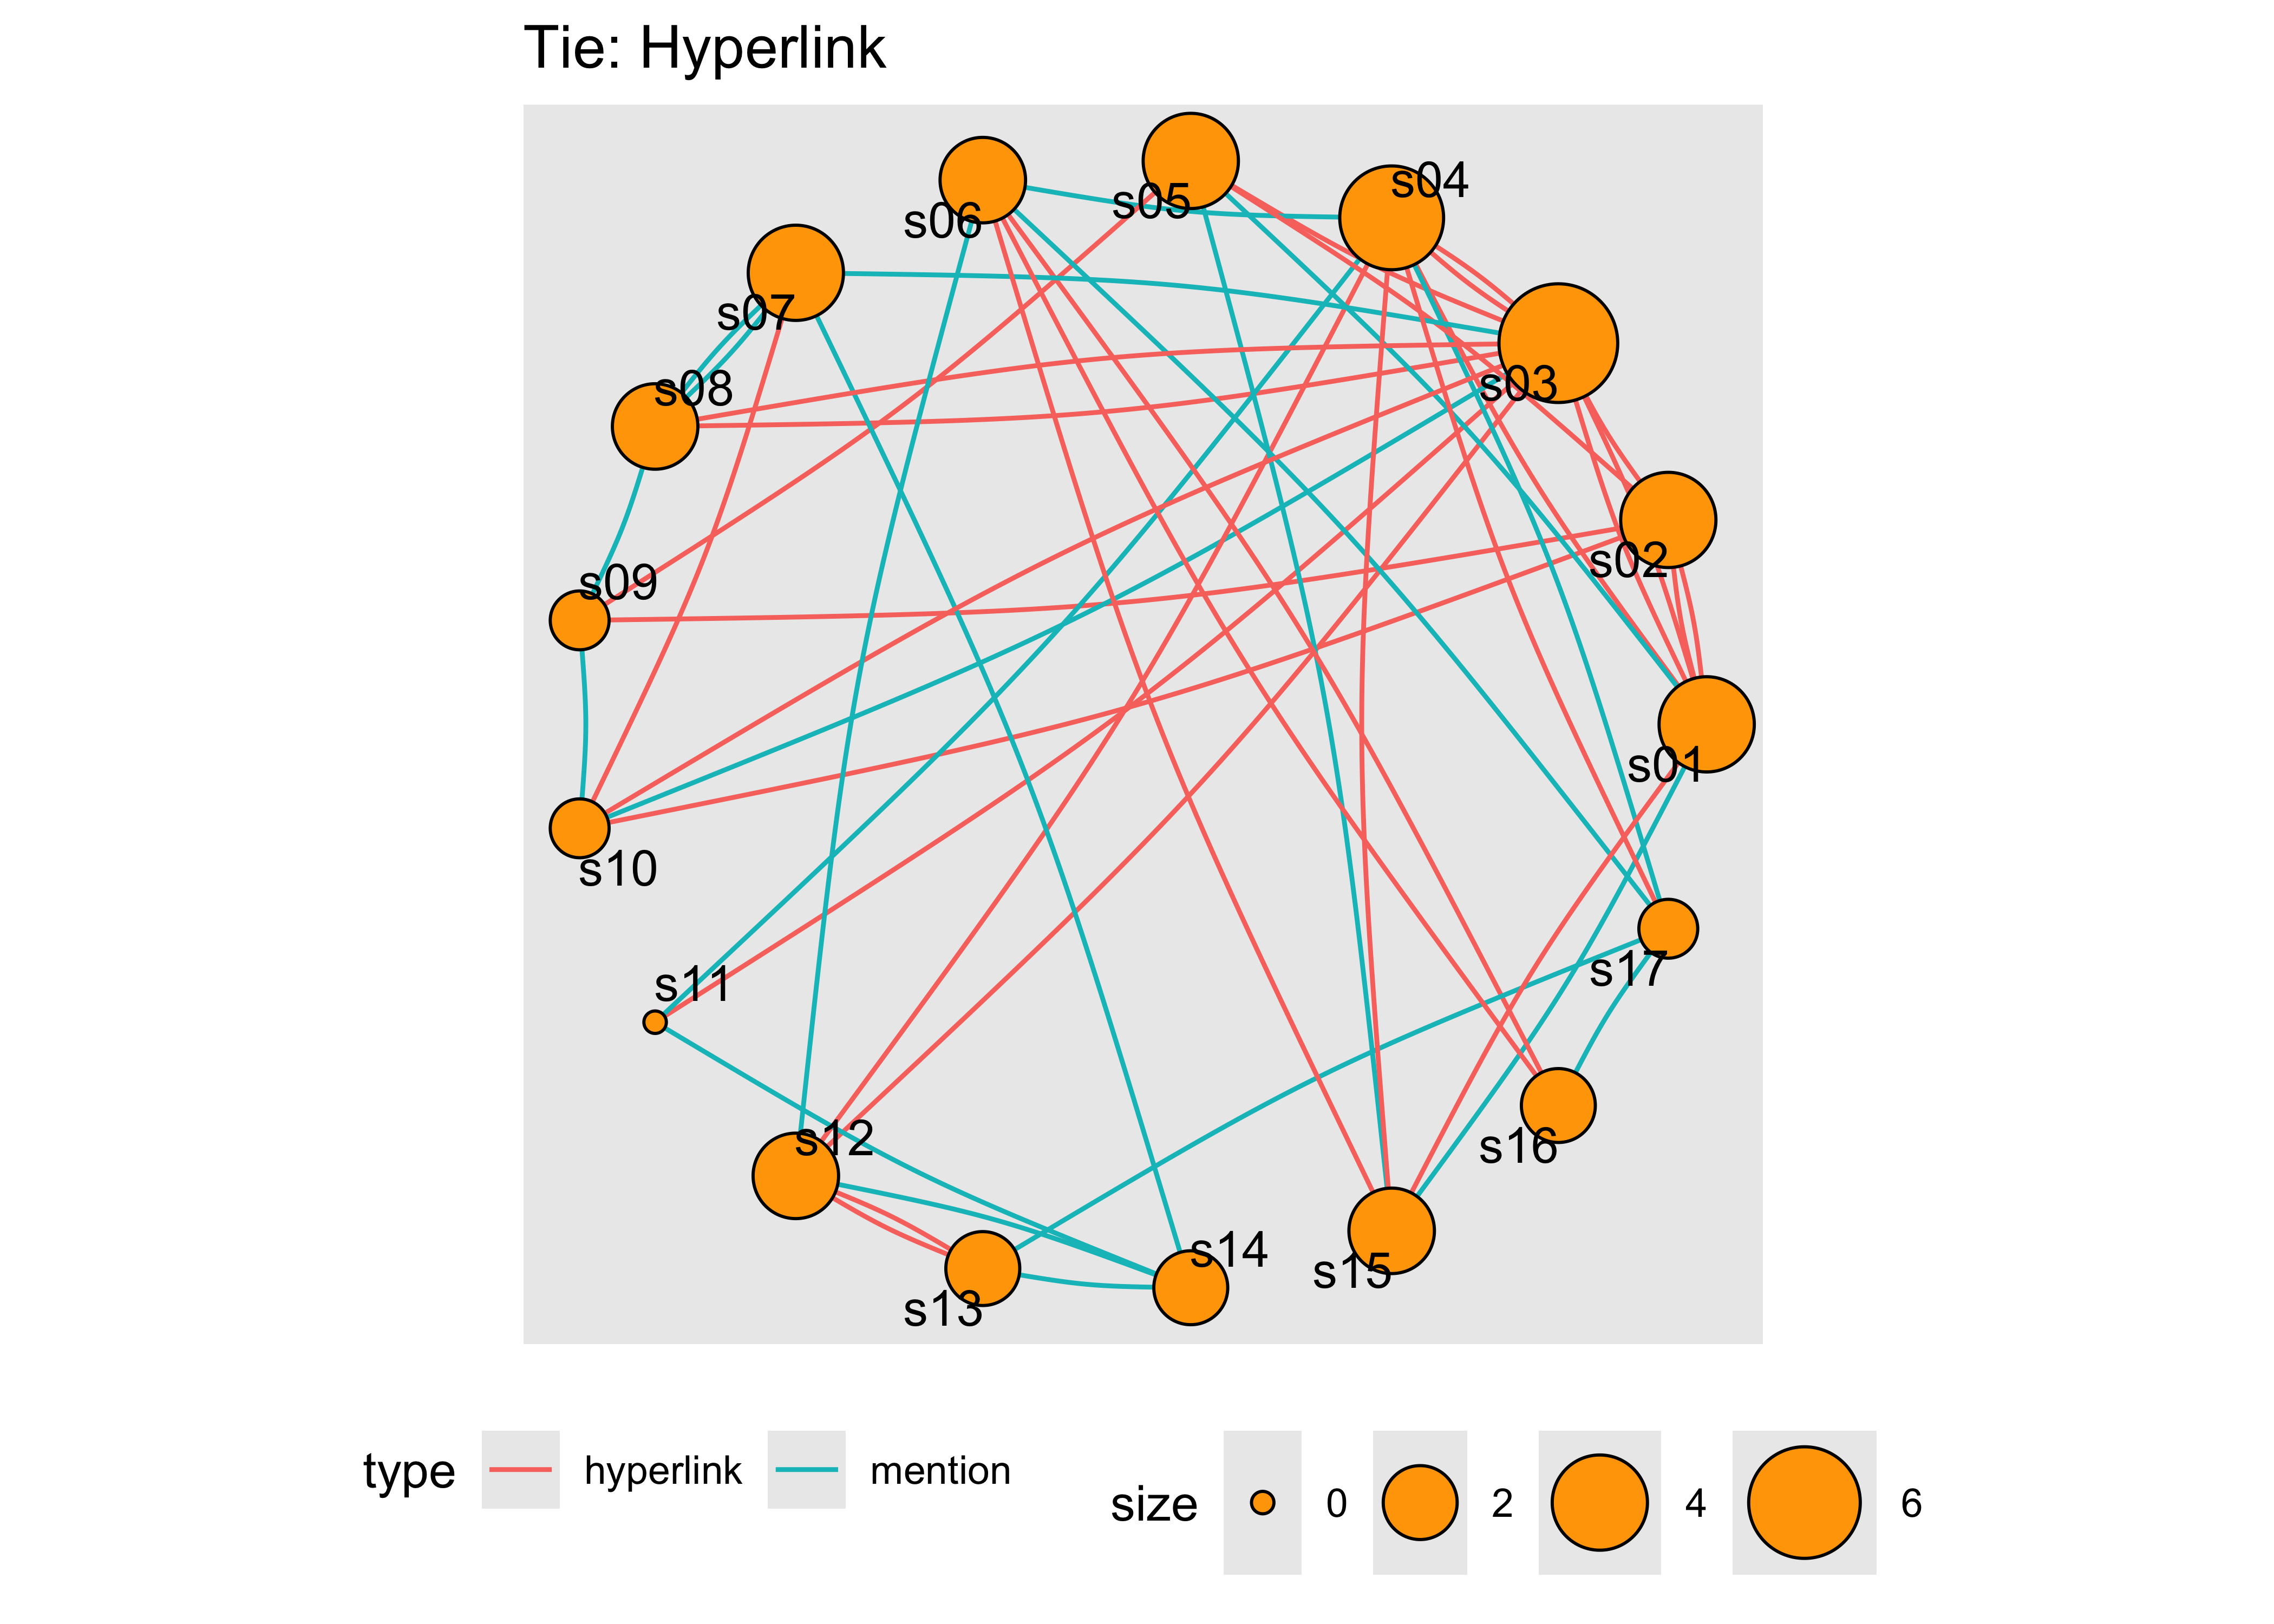 Tie: Hyperlink
s05
s04
s06
s07
s03
s08
s02
s09
s01
s10
s17
s11
s12
s16
s14
s15
s13
type hyperlink mention
size 0 2 4 6